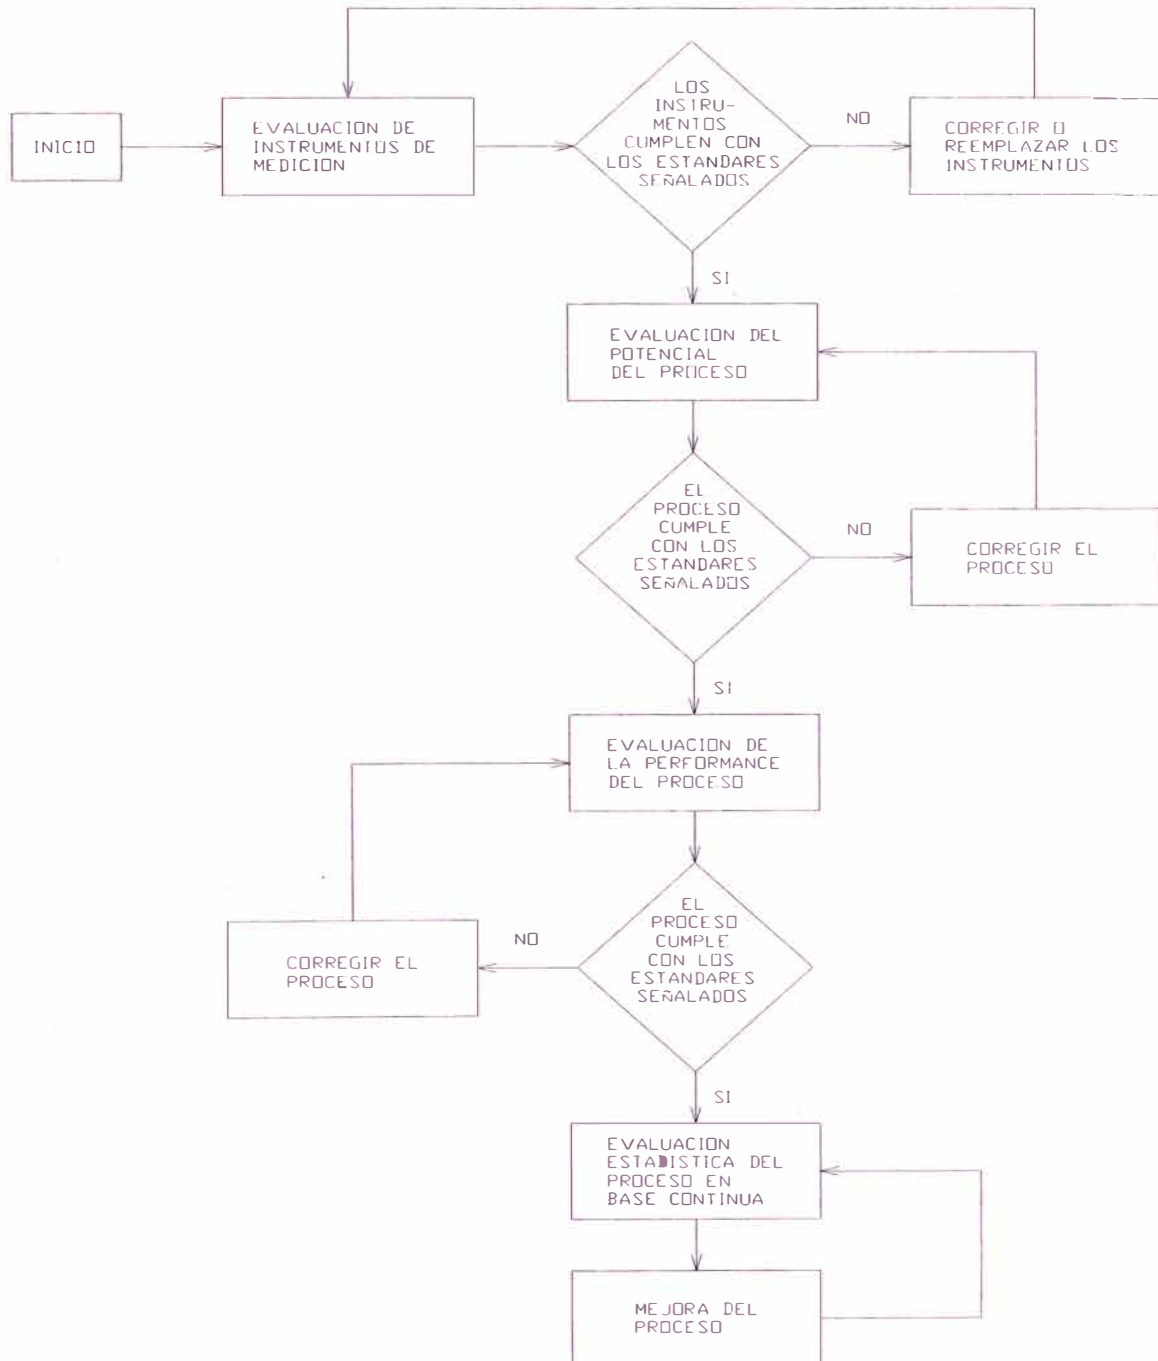 INICIO
EVALUACION DE
INSTRUMENTOS DE
MEDICION
LOS
INSTRU-
MENTOS
CUMPLEN CON
LOS ESTANDARES
SEÑALADOS
NO
CORREGIR O
REEMPLAZAR LOS
INSTRUMENTOS
SI
EVALUACION DEL
POTENCIAL
DEL PROCESO
EL
PROCESO
CUMPLE
CON LOS
ESTANDARES
SEÑALADOS
NO
CORREGIR EL
PROCESO
SI
EVALUACION DE
LA PERFORMANCE
DEL PROCESO
EL
PROCESO
CUMPLE
CON LOS
ESTANDARES
SEÑALADOS
NO
CORREGIR EL
PROCESO
SI
EVALUACION
ESTADISTICA DEL
PROCESO EN
BASE CONTINUA
MEJORA DEL
PROCESO